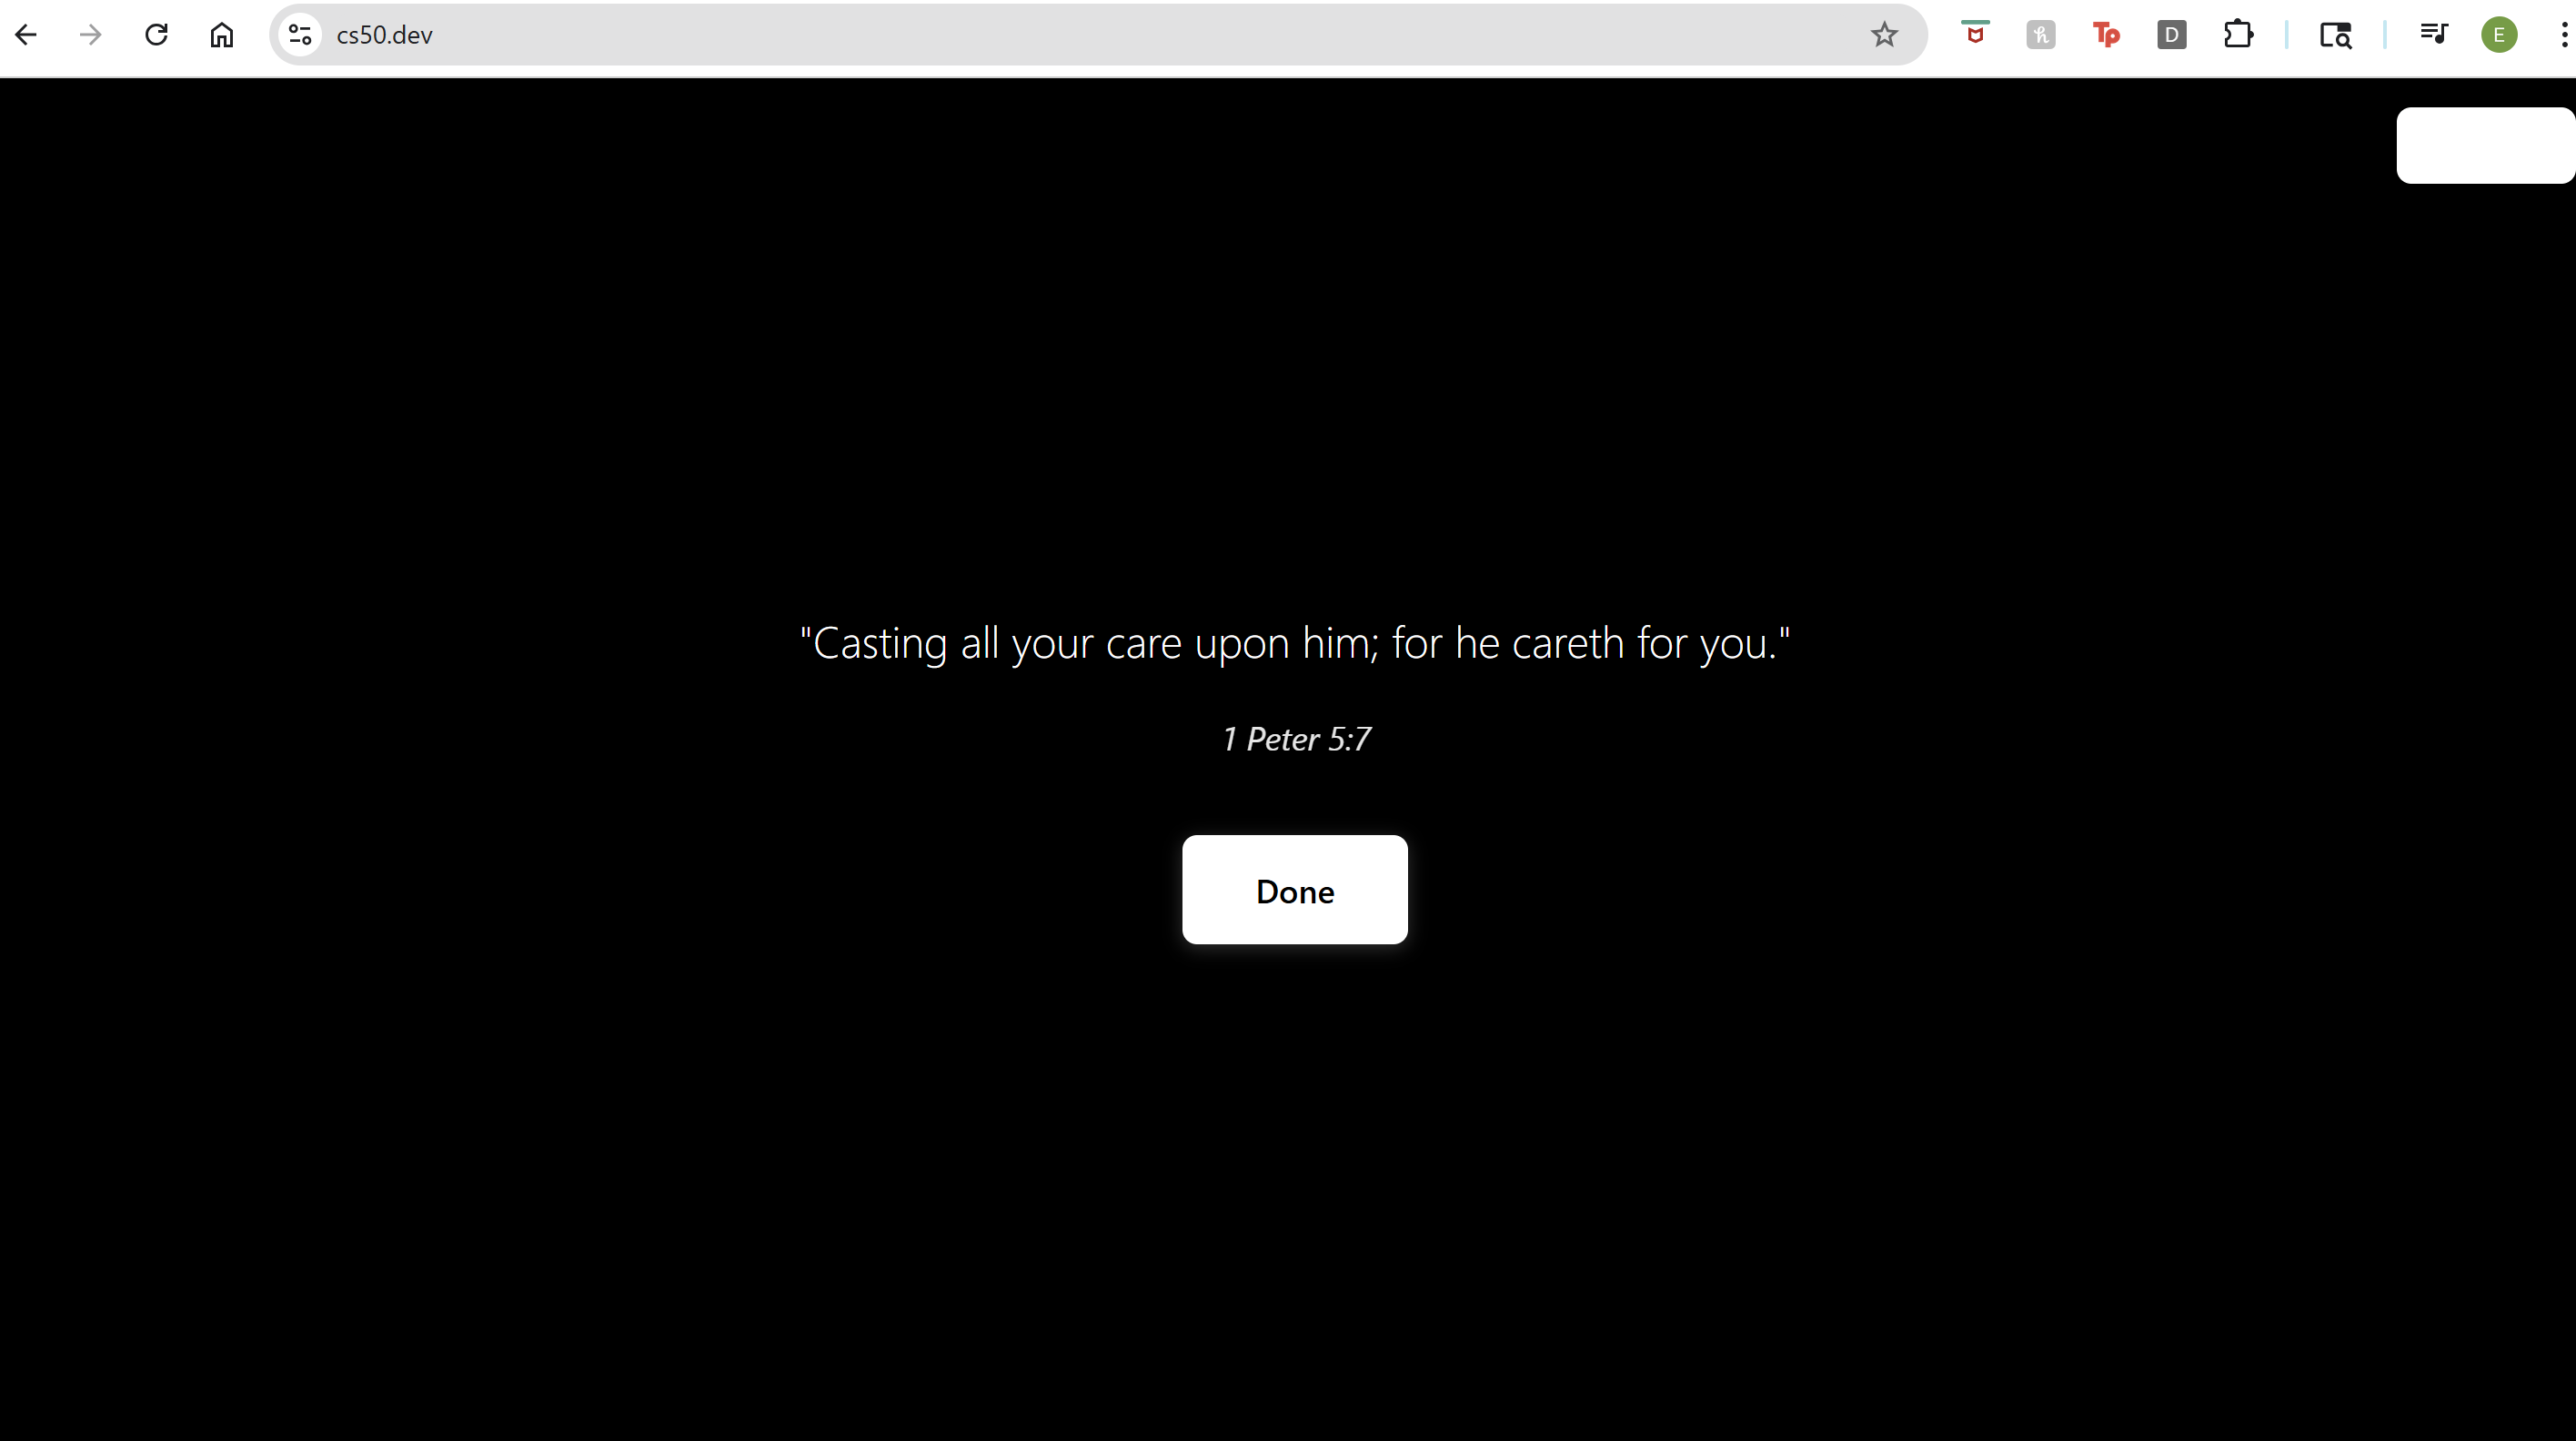 cs50.dev
h
Tp
D
E
"Casting all your care upon him; for he careth for you."
1 Peter 5:7
Done